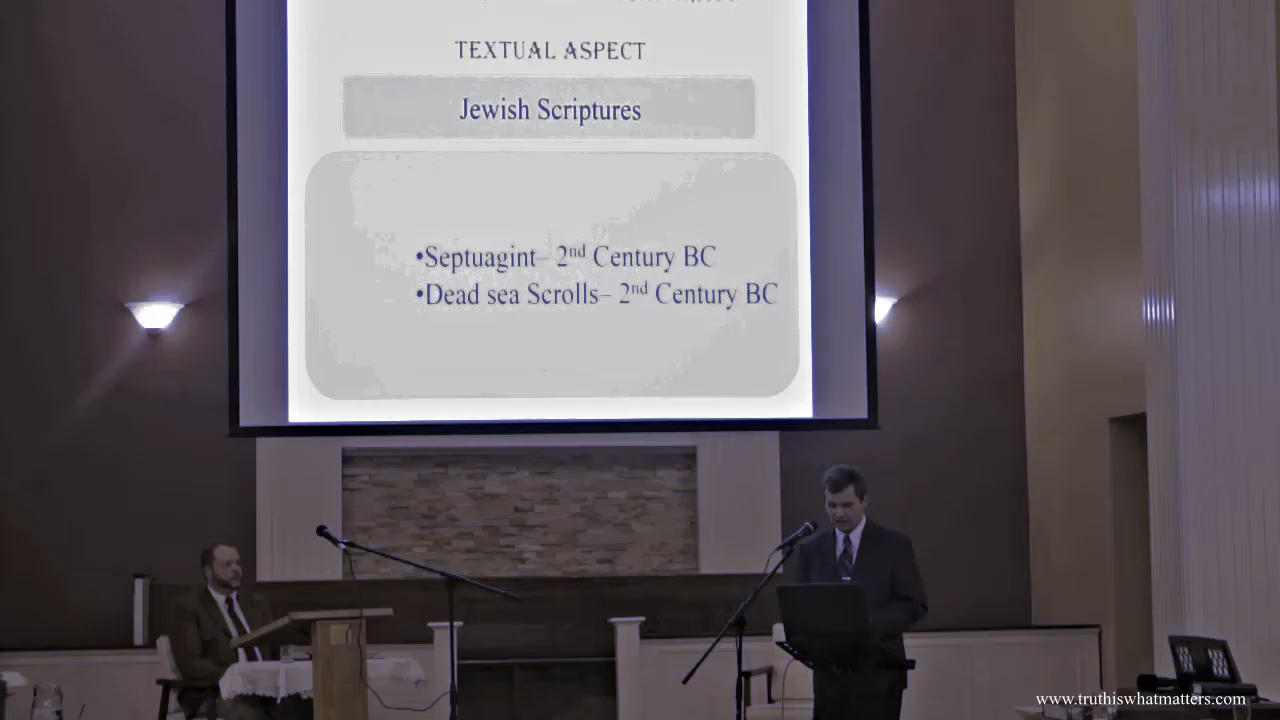 TEXTUAL ASPECT
Jewish Scriptures
•Septuagint– 2nd Century BC
•Dead sea Scrolls– 2nd Century BC
www.truthiswhatmatters.com